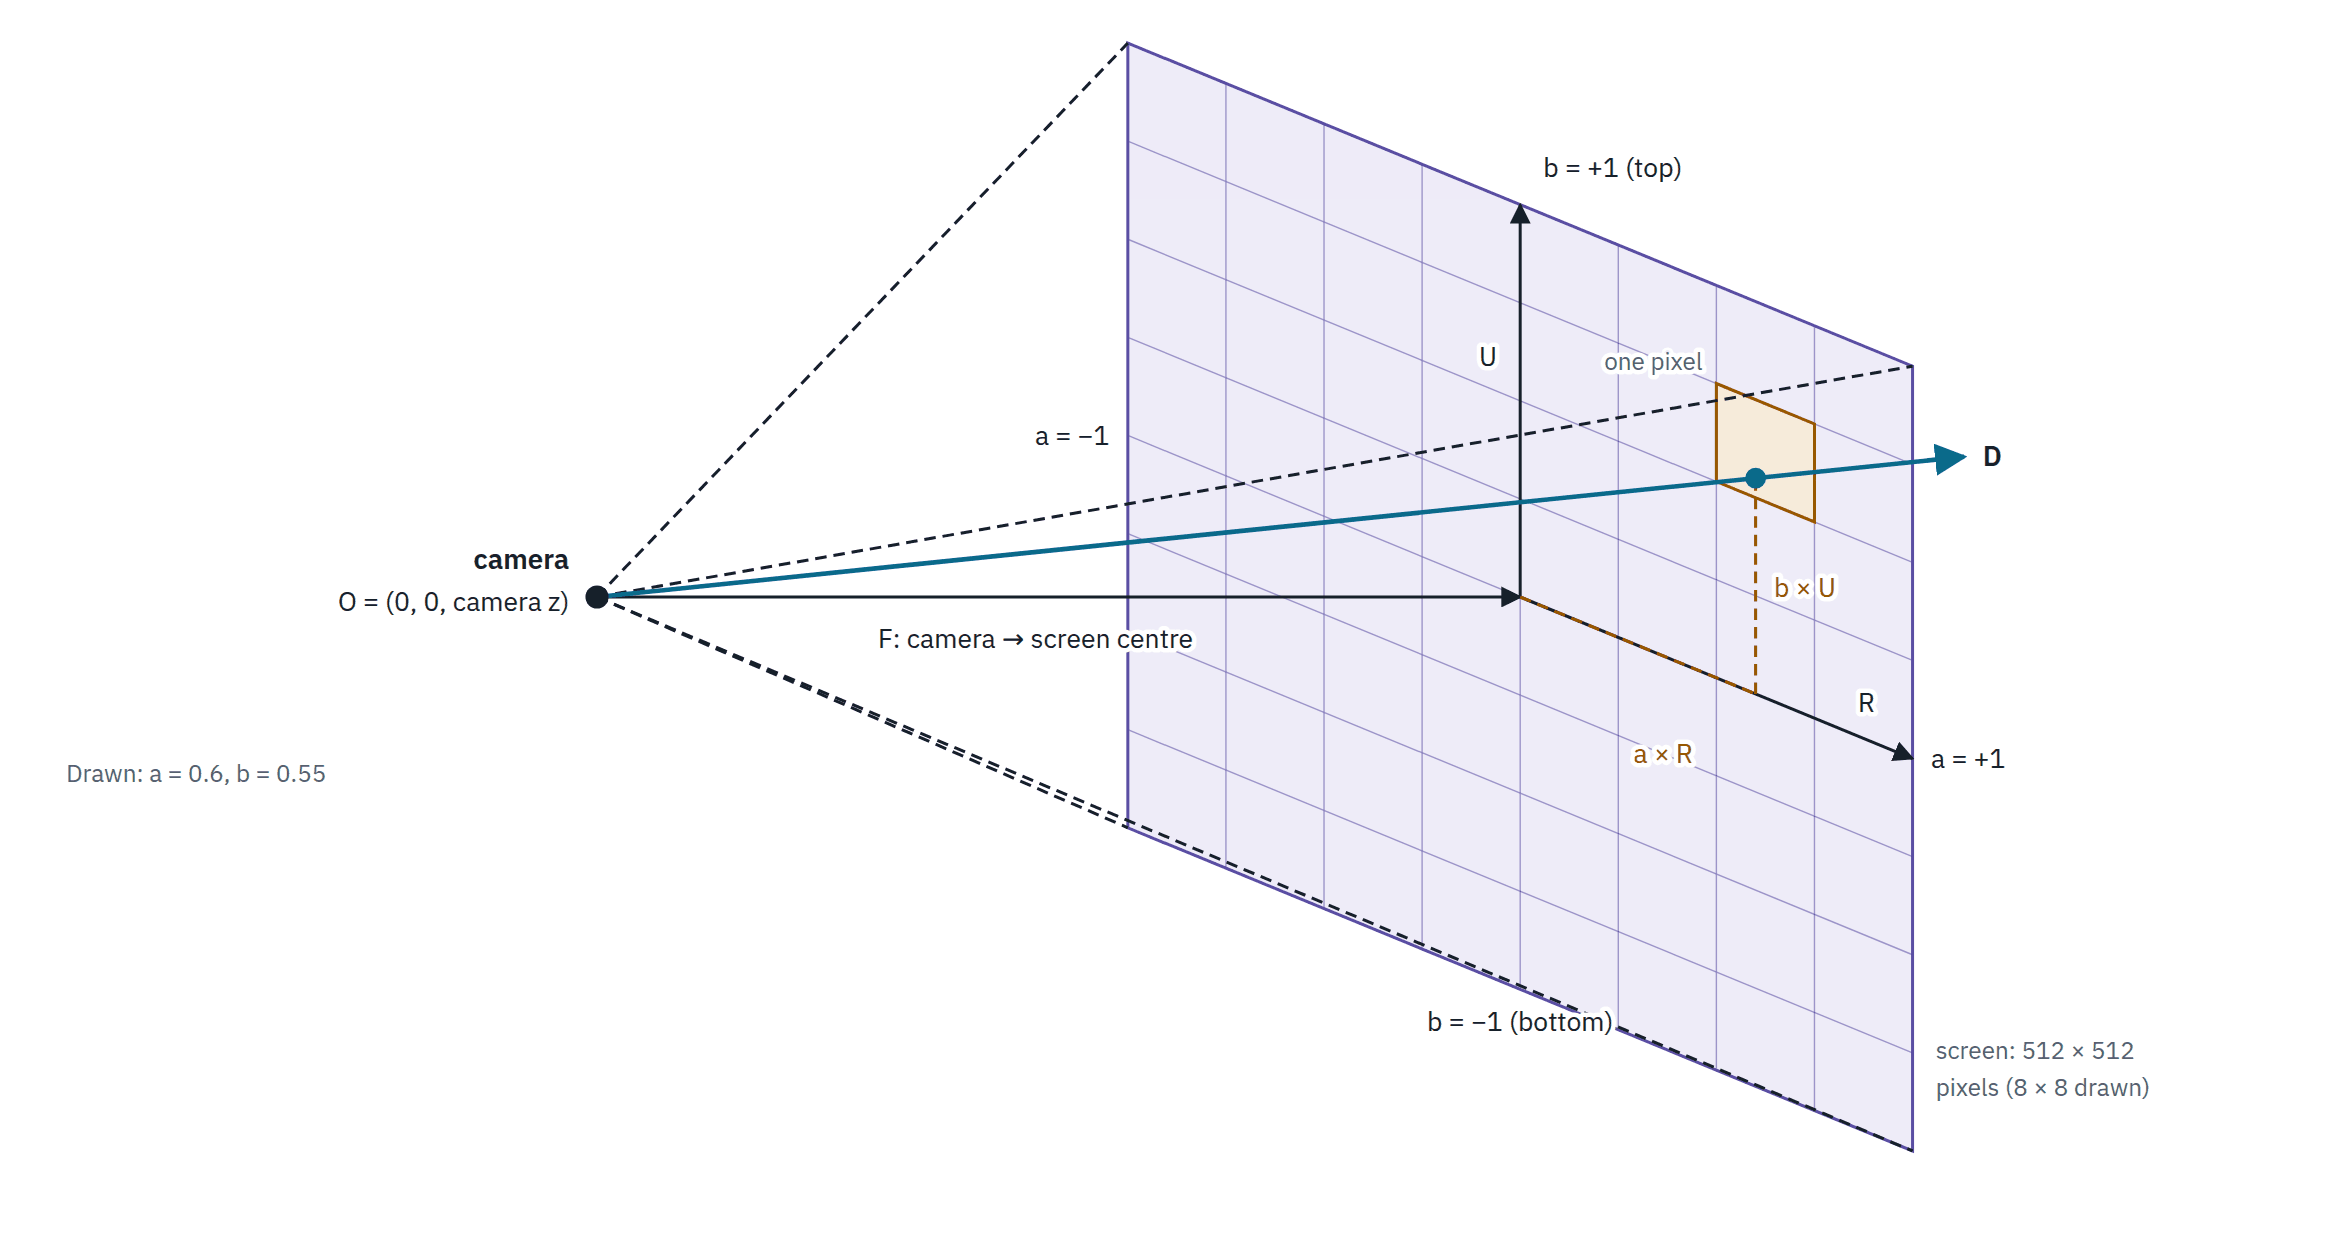 b = +1 (top)
one pixel
U
a = −1
D
camera
O = (0, 0, camera z)
b × U
F: camera → screen centre
R
a × R
a = +1
Drawn: a = 0.6, b = 0.55
b = −1 (bottom)
screen: 512 × 512
pixels (8 × 8 drawn)